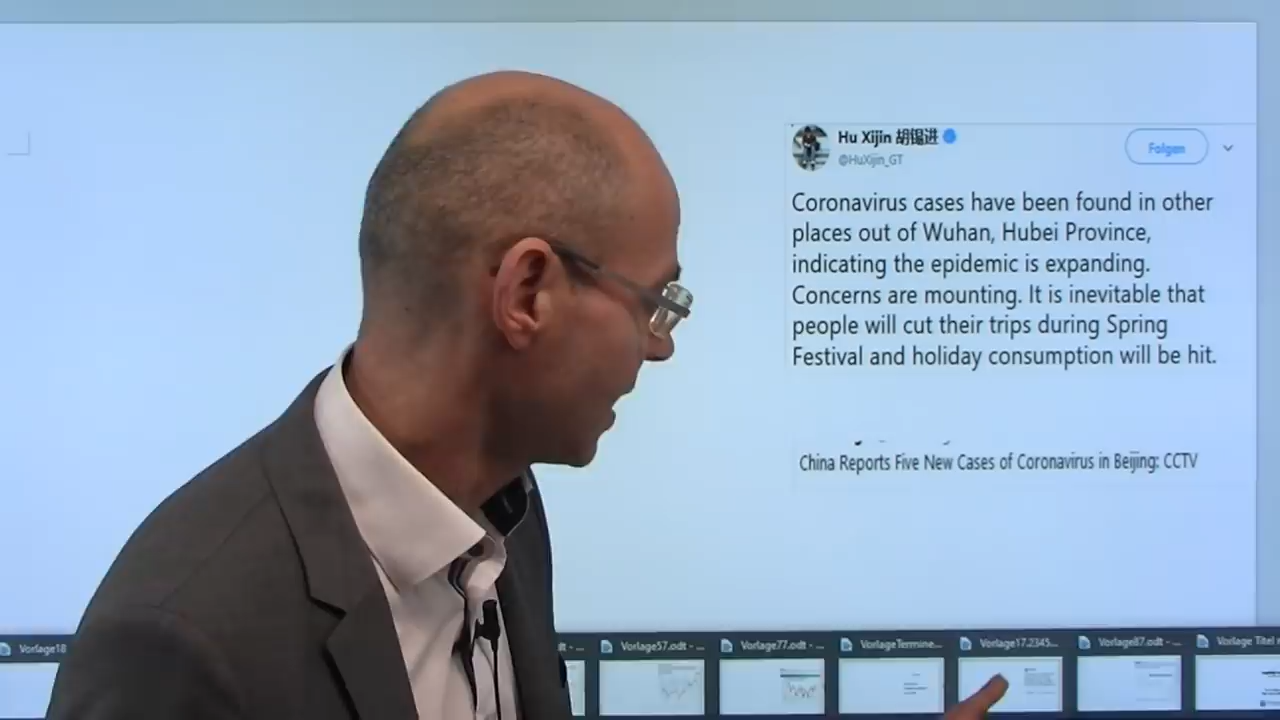 Hu Xijin 胡锡进
@HuXijin_GT
Folgen
Coronavirus cases have been found in other
places out of Wuhan, Hubei Province,
indicating the epidemic is expanding.
Concerns are mounting. It is inevitable that
people will cut their trips during Spring
Festival and holiday consumption will be hit.
China Reports Five New Cases of Coronavirus in Beijing: CCTV
Vorlage18
dt - ...
Vorlage57.odt - ...
Vorlage77.odt - ...
VorlageTermine...
Vorlage17.2345...
Vorlage87.odt - ...
Vorlage Titel